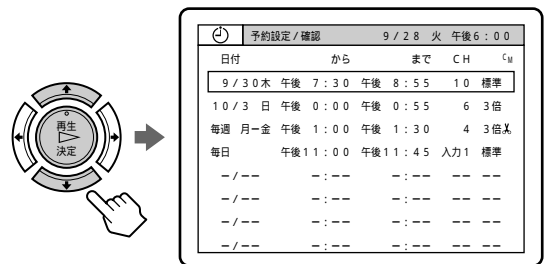 再生
決定
予約設定/確認 9/28 火 午後6:00
日付 から まで CH CM
9/30木 午後 7:30 午後 8:55 10 標準
10/3 日 午後 0:00 午後 0:55 6 3倍
毎週 月ー金 午後 1:00 午後 1:30 4 3倍
毎日 午後11:00 午後11:45 入力1 標準
–/–– –:–– –:–– –– ––
–/–– –:–– –:–– –– ––
–/–– –:–– –:–– –– ––
–/–– –:–– –:–– –– ––